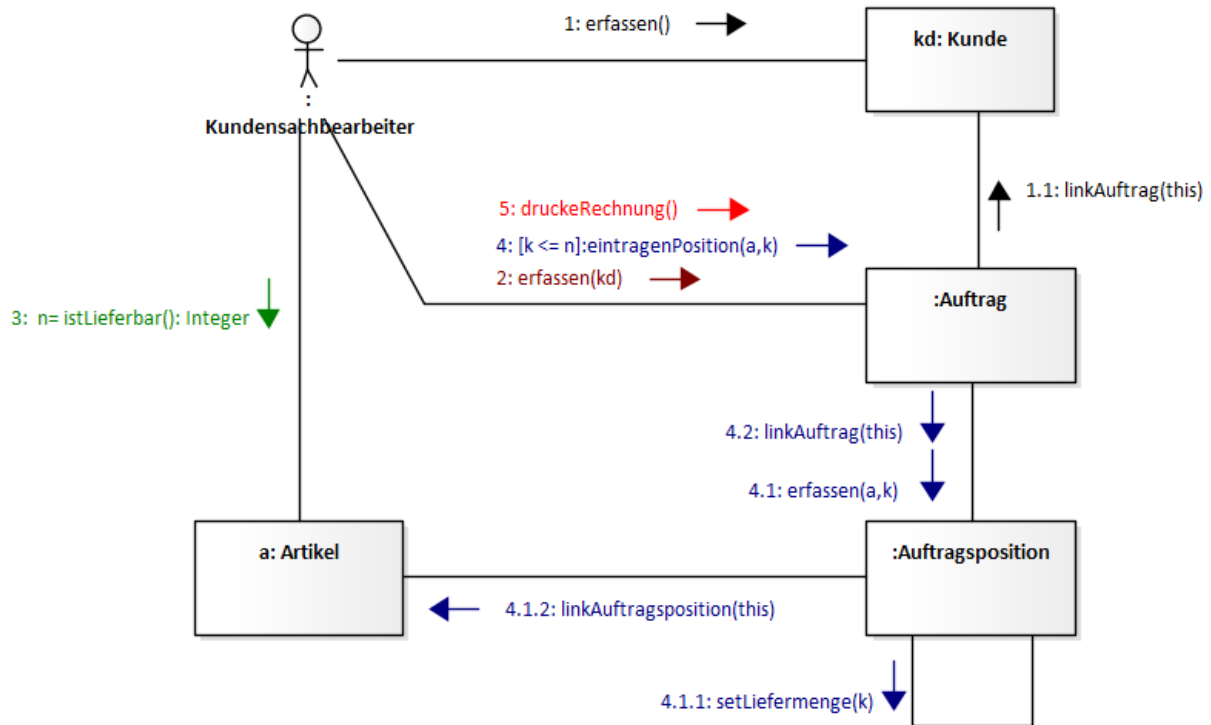 1: erfassen()
kd: Kunde
:
Kundensachbearbeiter
1.1: linkAuftrag(this)
5: druckeRechnung()
4: [k <= n]:eintragenPosition(a,k)
2: erfassen(kd)
:Auftrag
3: n= istLieferbar(): Integer
4.2: linkAuftrag(this)
4.1: erfassen(a,k)
a: Artikel
:Auftragsposition
4.1.2: linkAuftragsposition(this)
4.1.1: setLiefermenge(k)